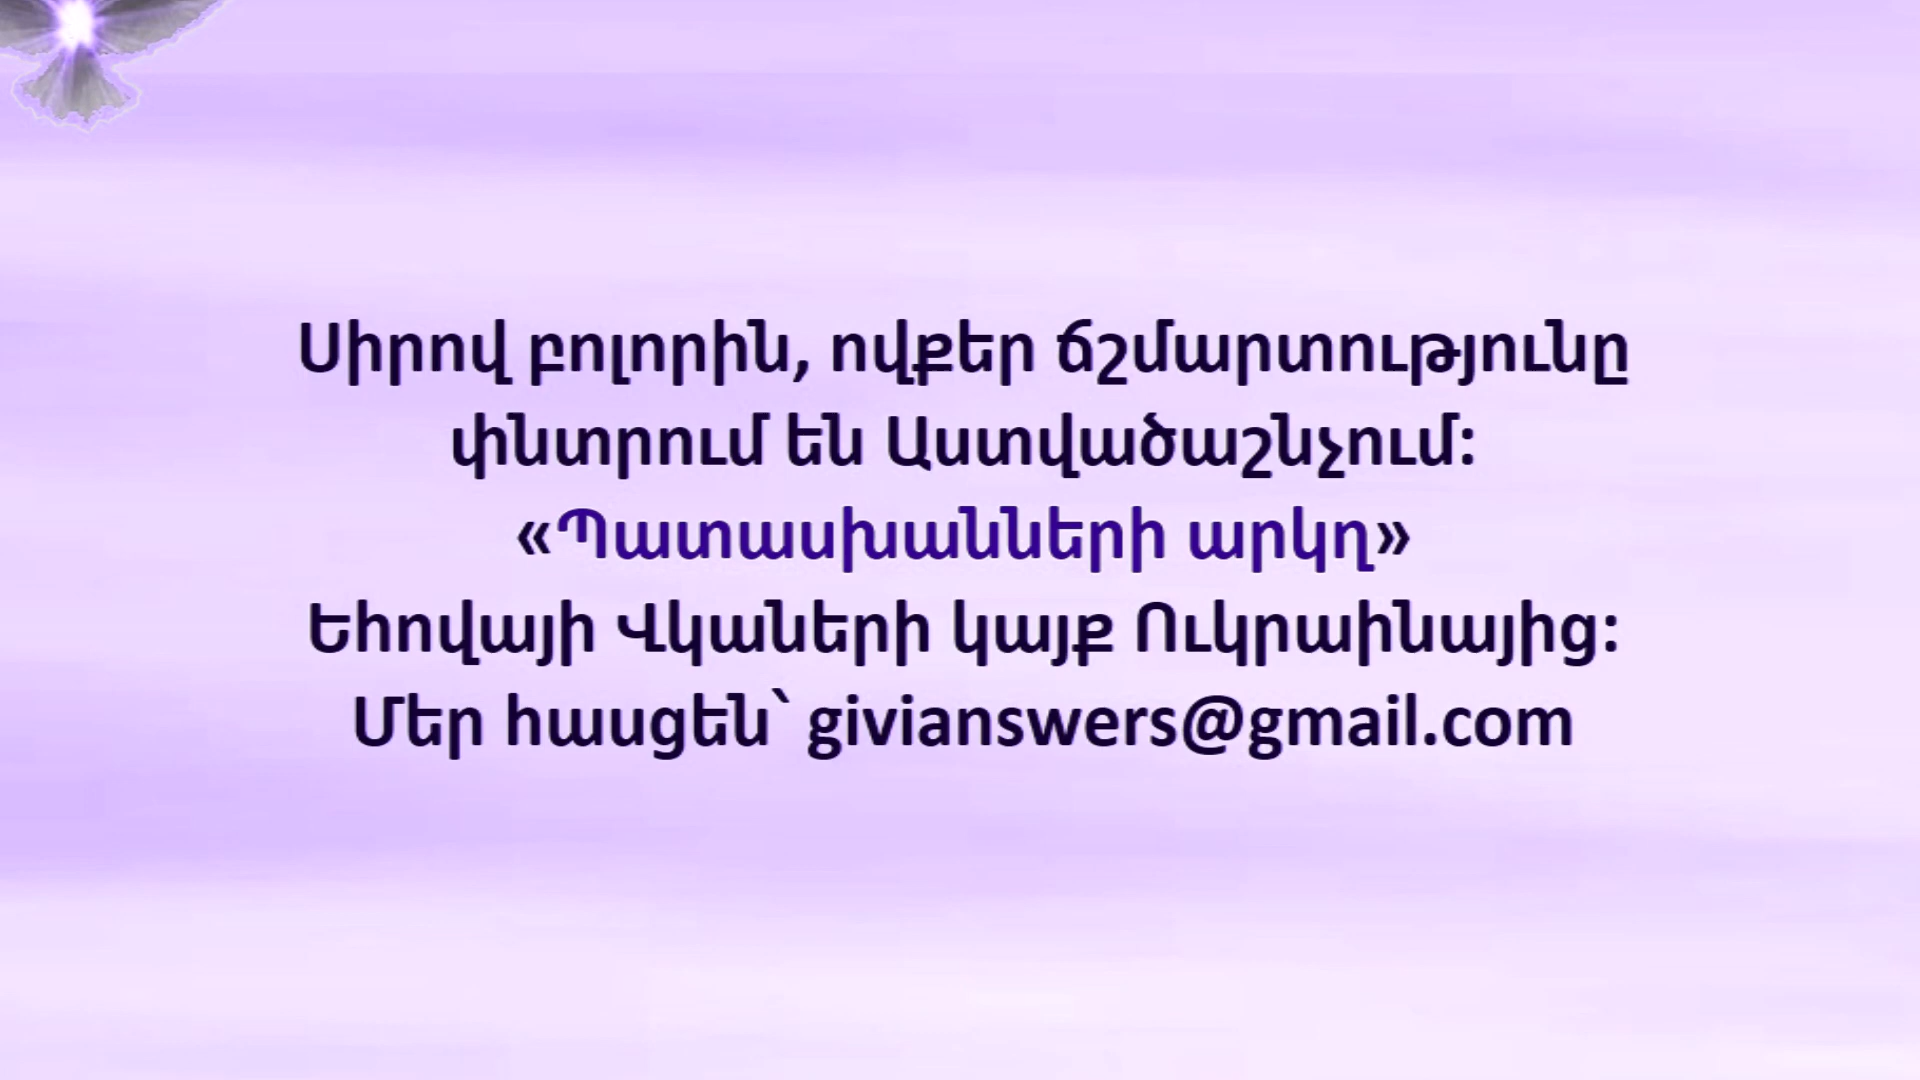 Սիրով բոլորին, ովքեր ճշմարտությունը
փնտրում են Աստվածաշնչում:
«Պատասխանների արկղ»
Եհովայի Վկաների կայք Ուկրաինայից:
Մեր հասցեն՝ givianswers@gmail.com